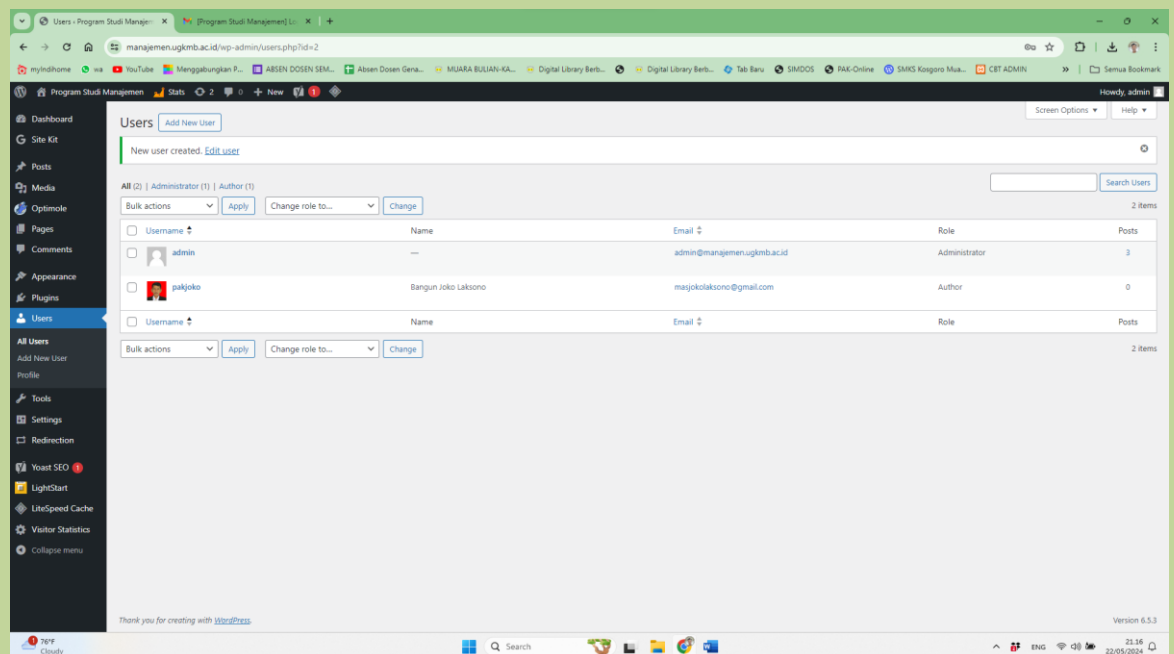 Users ‹ Program Studi Manajem
[Program Studi Manajemen] Lo
manajemen.ugkmb.ac.id/wp-admin/users.php?id=2
myIndihome wa YouTube Menggabungkan P... ABSEN DOSEN SEM... Absen Dosen Gena... MUARA BULIAN-KA... Digital Library Berb... Digital Library Berb... Tab Baru SIMDOS PAK-Online SMKS Kosgoro Mua... CBT ADMIN » Semua Bookmark
Program Studi Manajemen Stats 2 0 + New 1 Howdy, admin
Screen Options Help
Dashboard
Site Kit
Posts
Media
Optimole
Pages
Comments
Appearance
Plugins
Users
All Users
Add New User
Profile
Tools
Settings
Redirection
Yoast SEO 1
LightStart
LiteSpeed Cache
Visitor Statistics
Collapse menu
Users Add New User
New user created. Edit user
All (2) | Administrator (1) | Author (1)
Search Users
Bulk actions Apply Change role to... Change 2 items
Username Name Email Role Posts
admin — admin@manajemen.ugkmb.ac.id Administrator 3
pakjoko Bangun Joko Laksono masjokolaksono@gmail.com Author 0
Username Name Email Role Posts
Bulk actions Apply Change role to... Change 2 items
Thank you for creating with WordPress. Version 6.5.3
1 76°F
Cloudy
Search
ENG
21.16
22/05/2024